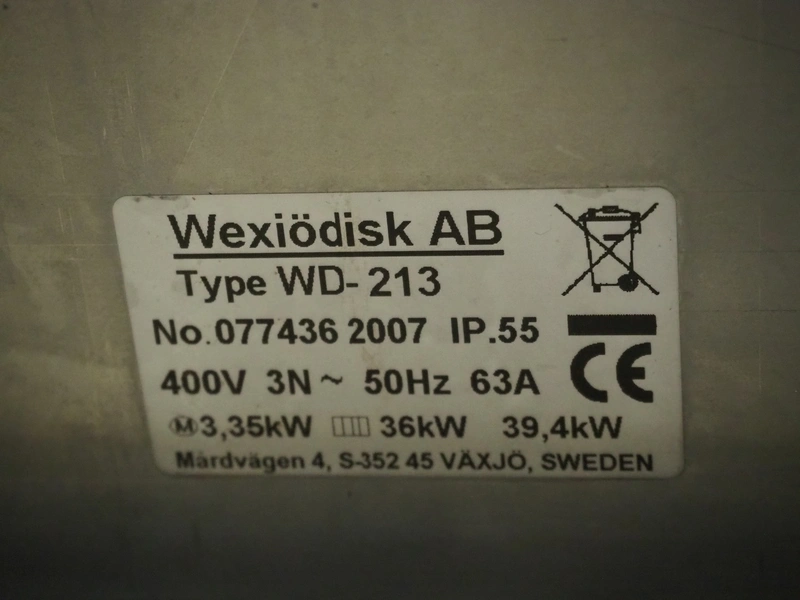 Wexiödisk AB
Type WD-213
No.077436 2007 IP.55
400V 3N~ 50Hz 63A
M 3,35kW 36kW 39,4kW
Mårdvägen 4, S-352 45 VÄXJÖ, SWEDEN
CE